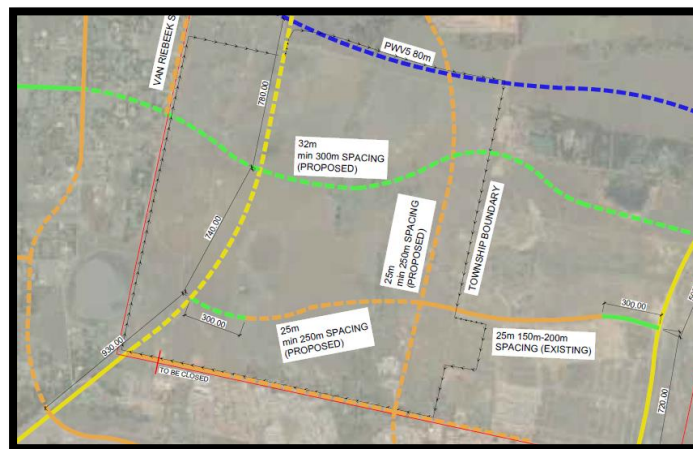 VAN RIEBEEK S
PWV5 80m
780.00
32m
min 300m SPACING
(PROPOSED)
740.00
25m
min 250m SPACING
(PROPOSED)
TOWNSHIP BOUNDARY
300.00
25m
min 250m SPACING
(PROPOSED)
300.00
25m 150m-200m
SPACING (EXISTING)
930.00
TO BE CLOSED
720.00